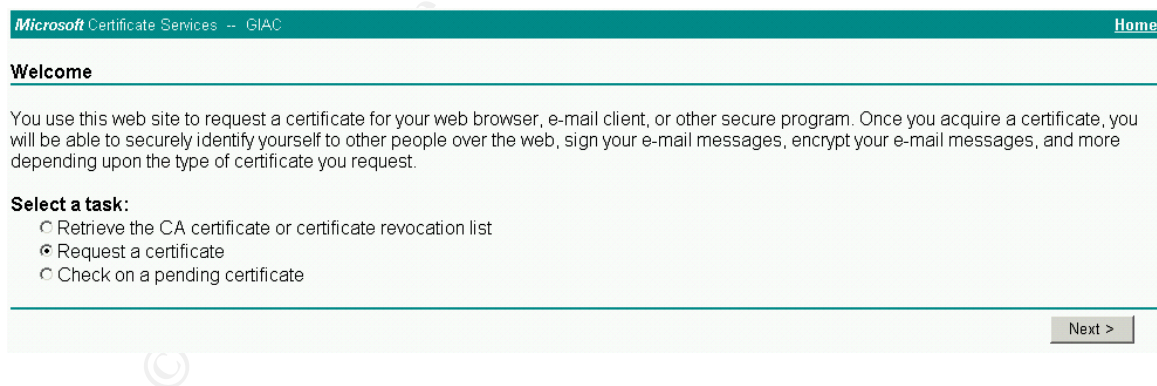 Microsoft Certificate Services -- GIAC Home
Welcome
You use this web site to request a certificate for your web browser, e-mail client, or other secure program. Once you acquire a certificate, you
will be able to securely identify yourself to other people over the web, sign your e-mail messages, encrypt your e-mail messages, and more
depending upon the type of certificate you request.
Select a task:
Retrieve the CA certificate or certificate revocation list
Request a certificate
Check on a pending certificate
Next >
©